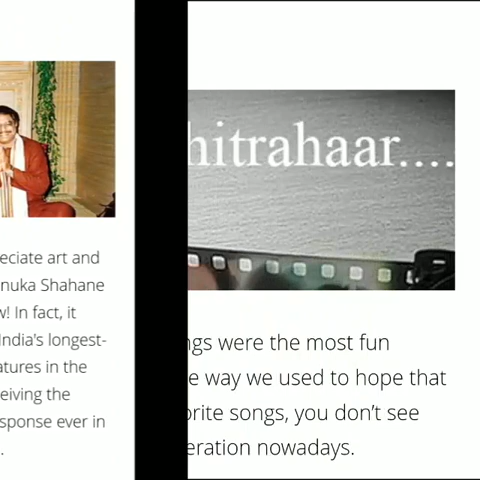 eciate art and
nuka Shahane
w! In fact, it
India's longest-
atures in the
eiving the
sponse ever in
.
hitrahaar....
ngs were the most fun
e way we used to hope that
orite songs, you don't see
eration nowadays.